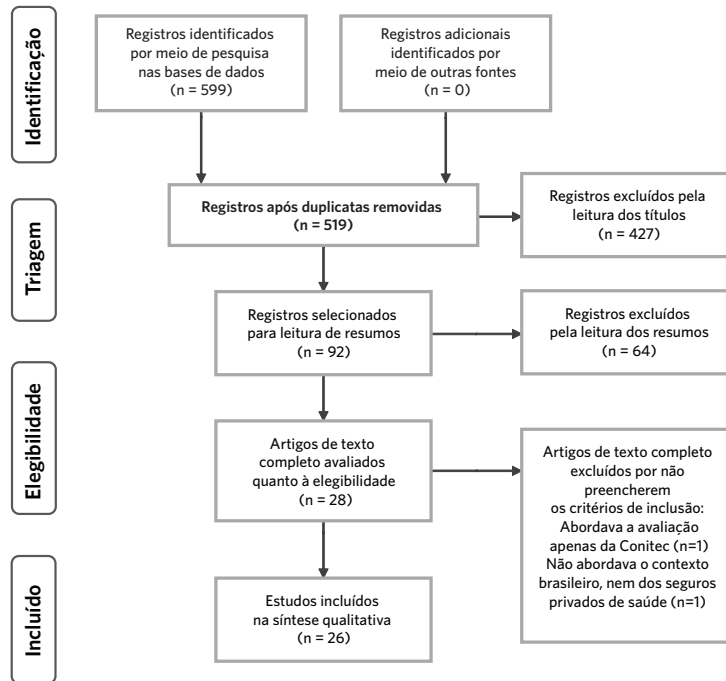 Identificação
Registros identificados
por meio de pesquisa
nas bases de dados
(n = 599)
Registros adicionais
identificados por
meio de outras fontes
(n = 0)
Triagem
Registros após duplicatas removidas
(n = 519)
Registros excluídos pela
leitura dos títulos
(n = 427)
Registros selecionados
para leitura de resumos
(n = 92)
Registros excluídos
pela leitura dos resumos
(n = 64)
Elegibilidade
Artigos de texto
completo avaliados
quanto à elegibilidade
(n = 28)
Artigos de texto completo
excluídos por não
preencherem
os critérios de inclusão:
Abordava a avaliação
apenas da Conitec (n=1)
Não abordava o contexto
brasileiro, nem dos seguros
privados de saúde (n=1)
Incluído
Estudos incluídos
na síntese qualitativa
(n = 26)